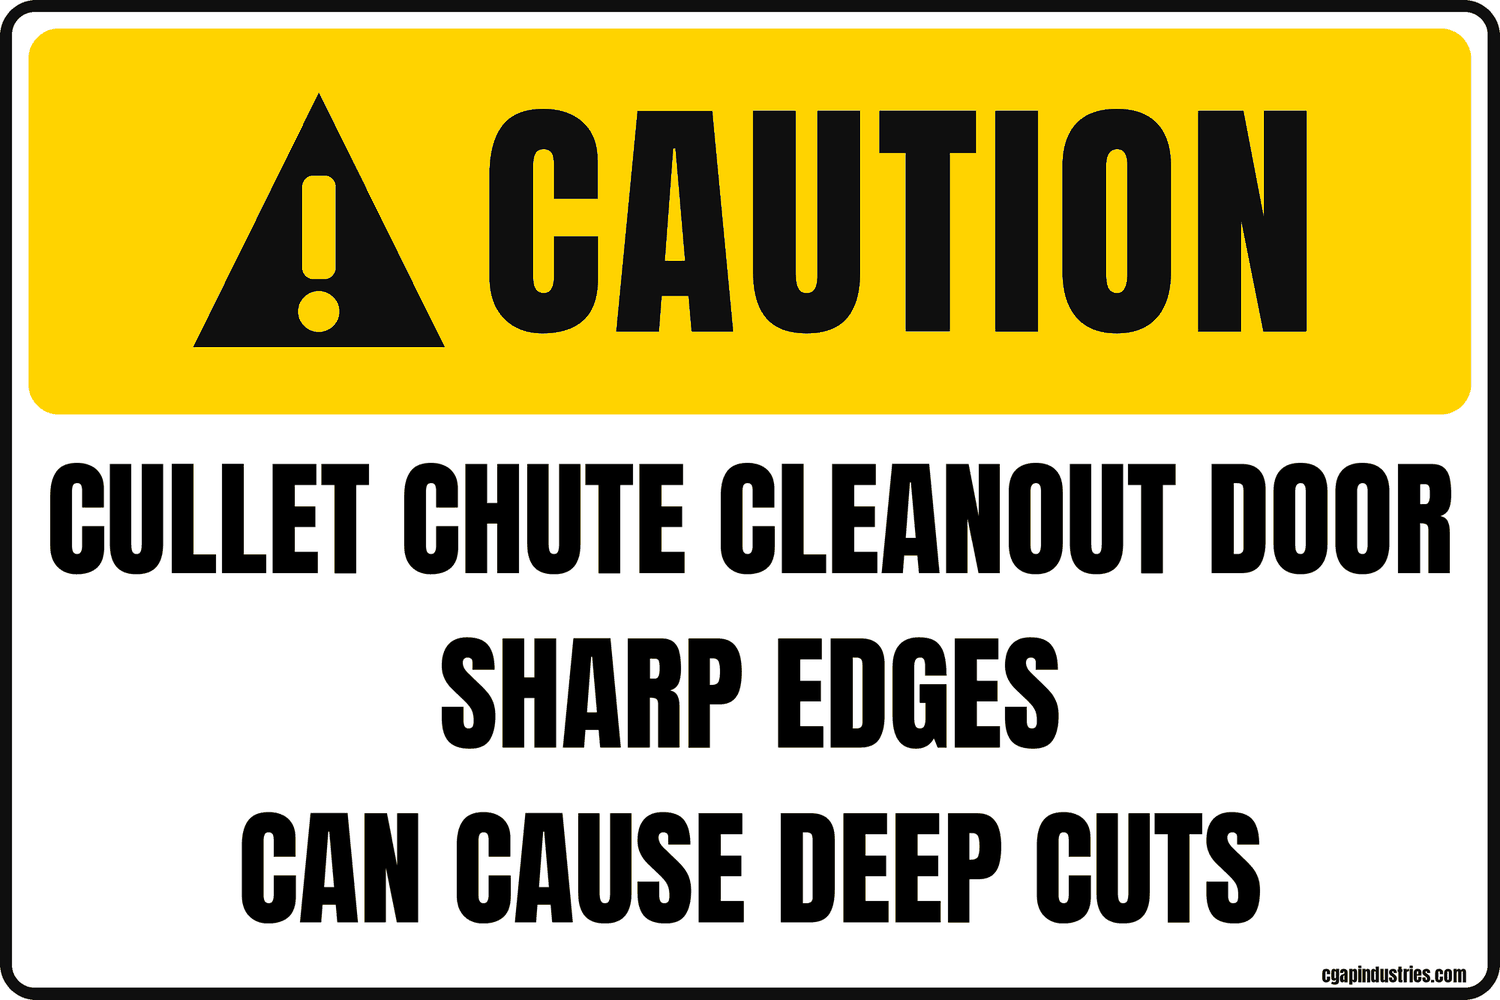 CAUTION
CULLET CHUTE CLEANOUT DOOR
SHARP EDGES
CAN CAUSE DEEP CUTS
cgapindustries.com